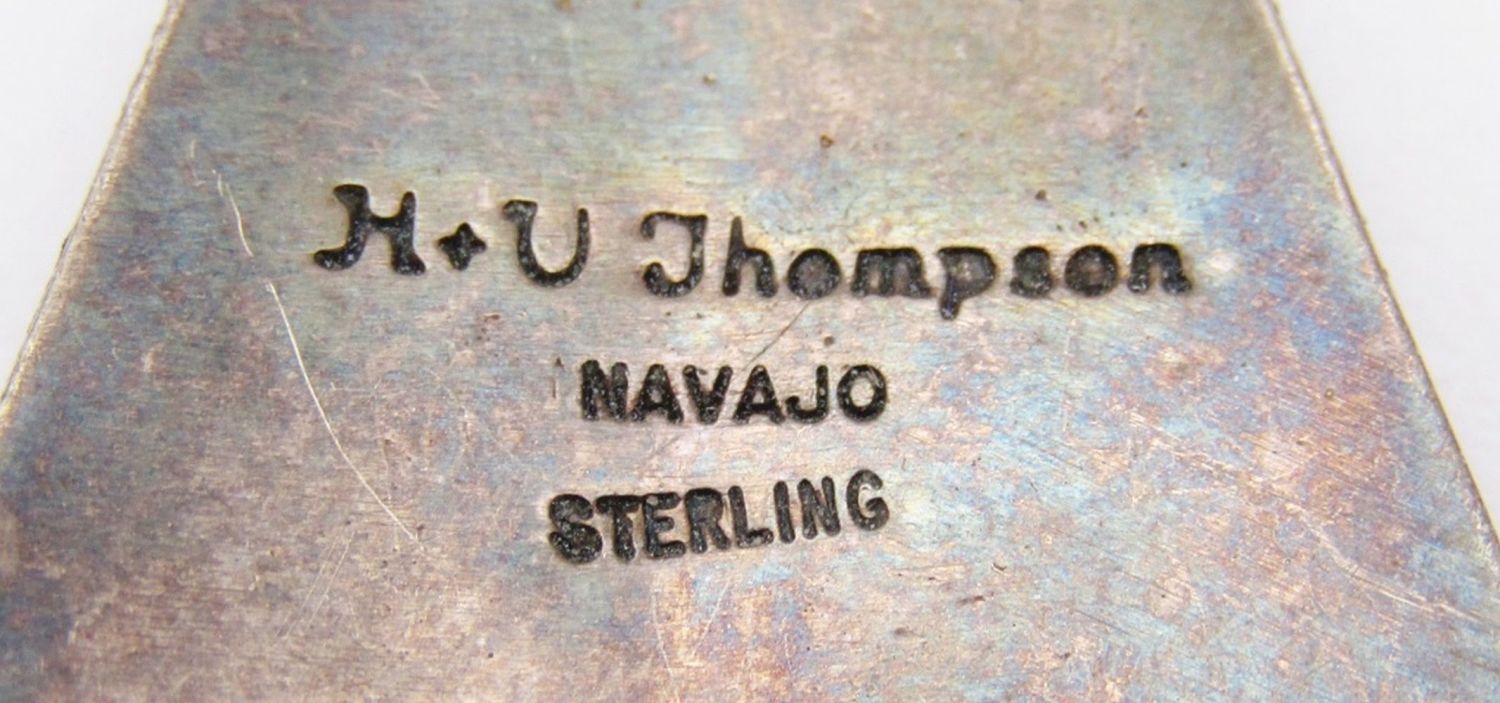 H+U Thompson
NAVAJO
STERLING